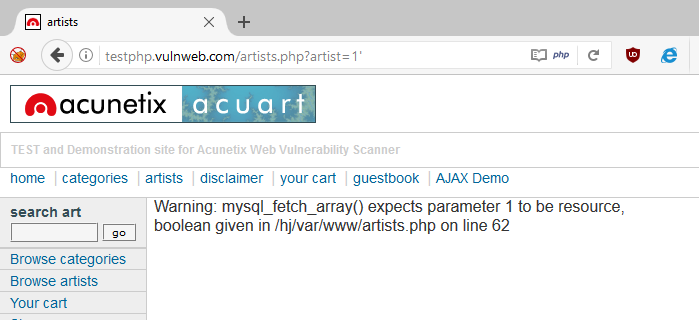 artists
testphp.vulnweb.com/artists.php?artist=1'
php
acunetix acuart
TEST and Demonstration site for Acunetix Web Vulnerability Scanner
home | categories | artists | disclaimer | your cart | guestbook | AJAX Demo
search art
go
Browse categories
Browse artists
Your cart
Warning: mysql_fetch_array() expects parameter 1 to be resource,
boolean given in /hj/var/www/artists.php on line 62